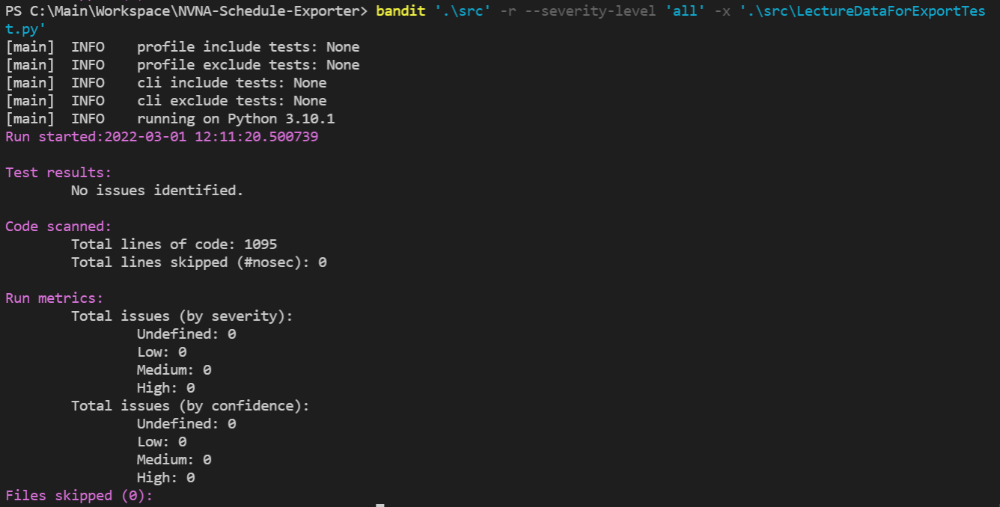 PS C:\Main\Workspace\NVNA-Schedule-Exporter> bandit '.\src' -r --severity-level 'all' -x '.\src\LectureDataForExportTes
t.py'
[main]  INFO    profile include tests: None
[main]  INFO    profile exclude tests: None
[main]  INFO    cli include tests: None
[main]  INFO    cli exclude tests: None
[main]  INFO    running on Python 3.10.1
Run started:2022-03-01 12:11:20.500739

Test results:
        No issues identified.

Code scanned:
        Total lines of code: 1095
        Total lines skipped (#nosec): 0

Run metrics:
        Total issues (by severity):
                Undefined: 0
                Low: 0
                Medium: 0
                High: 0
        Total issues (by confidence):
                Undefined: 0
                Low: 0
                Medium: 0
                High: 0
Files skipped (0):